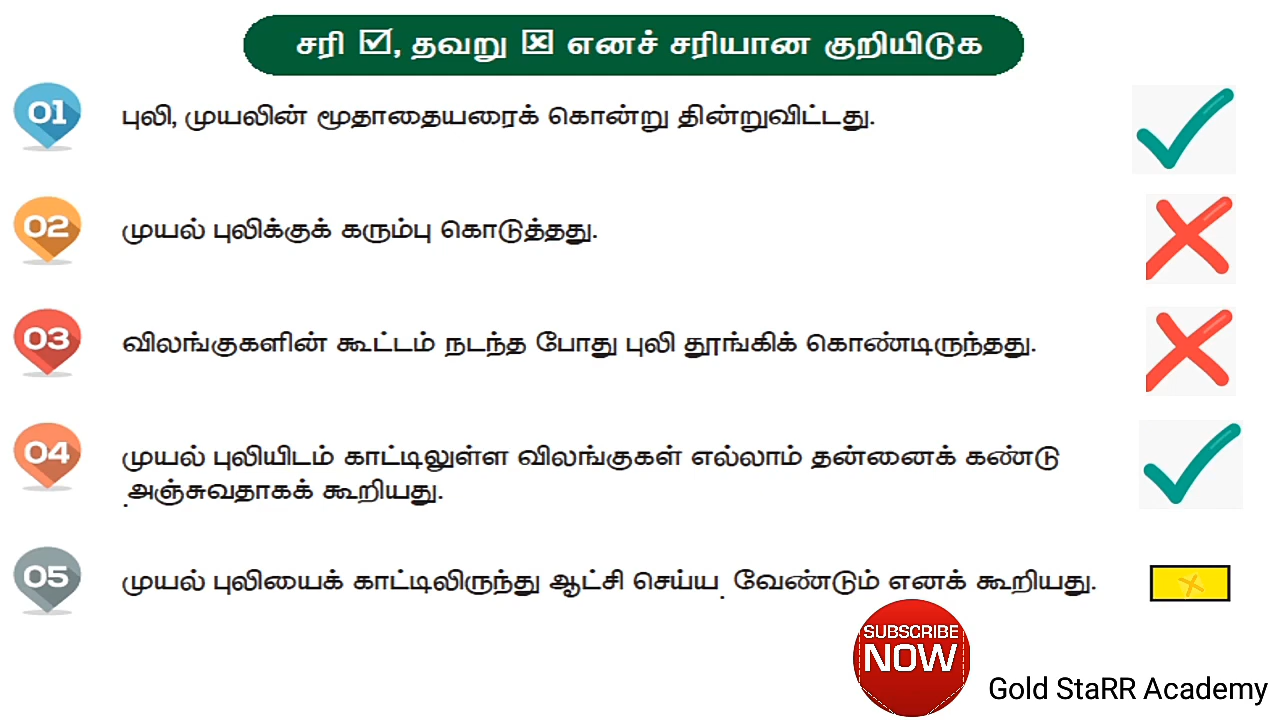 சரி ☑, தவறு ☒ எனச் சரியான குறியிடுக
01 புலி, முயலின் மூதாதையரைக் கொன்று தின்றுவிட்டது.
02 முயல் புலிக்குக் கரும்பு கொடுத்தது.
03 விலங்குகளின் கூட்டம் நடந்த போது புலி தூங்கிக் கொண்டிருந்தது.
04 முயல் புலியிடம் காட்டிலுள்ள விலங்குகள் எல்லாம் தன்னைக் கண்டு
அஞ்சுவதாகக் கூறியது.
05 முயல் புலியைக் காட்டிலிருந்து ஆட்சி செய்ய வேண்டும் எனக் கூறியது.
SUBSCRIBE
NOW
Gold StaRR Academy